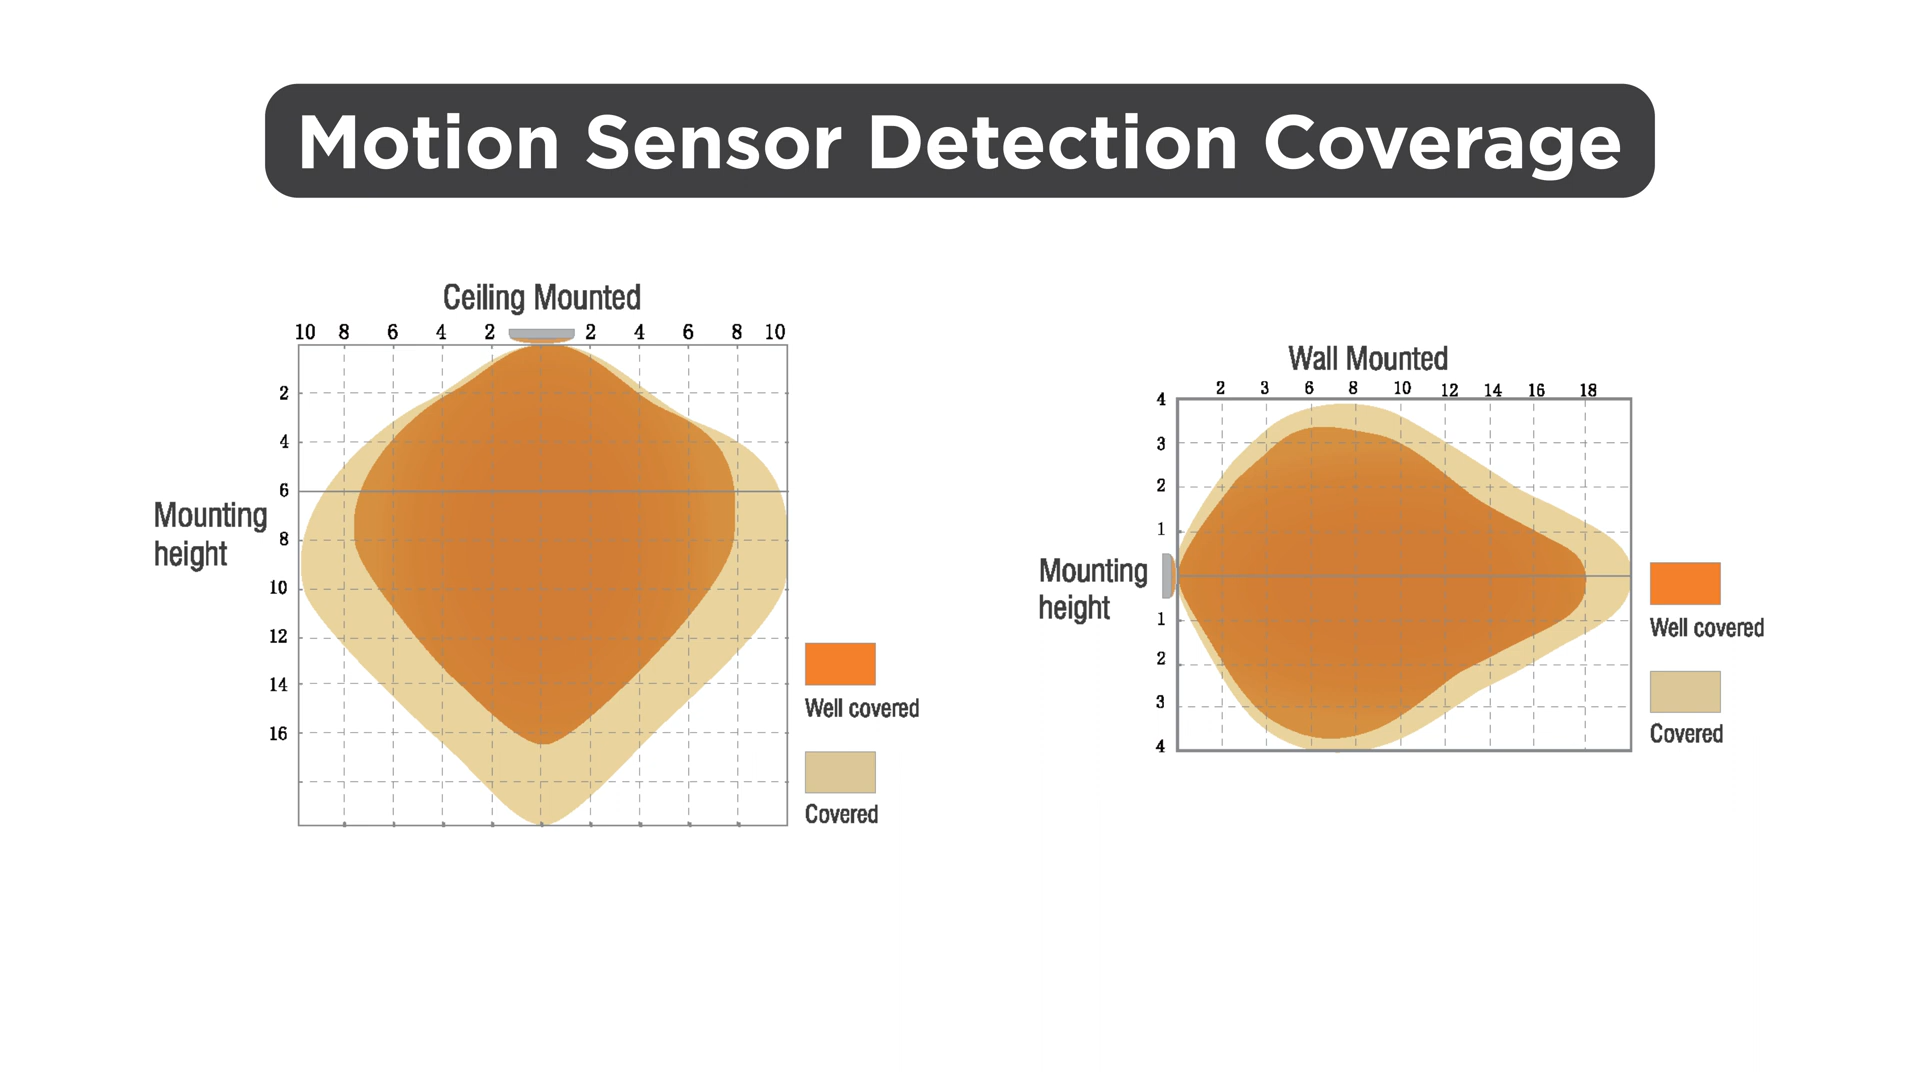 Motion Sensor Detection Coverage
Ceiling Mounted
10 8 6 4 2 2 4 6 8 10
2
4
6
Mounting
height
8
10
12
14
16
Well covered
Covered
Wall Mounted
2 3 6 8 10 12 14 16 18
4
3
2
1
Mounting
height
1
2
3
4
Well covered
Covered